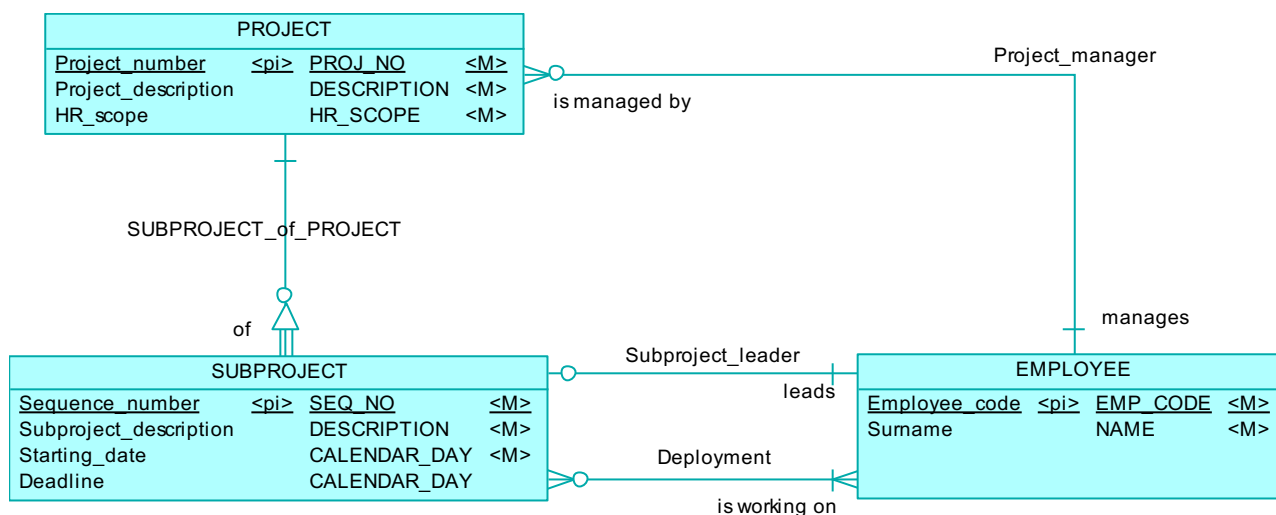 PROJECT
Project_number <pi> PROJ_NO <M>
Project_description DESCRIPTION <M>
HR_scope HR_SCOPE <M>
Project_manager
is managed by
SUBPROJECT_of_PROJECT
manages
of
SUBPROJECT
Sequence_number <pi> SEQ_NO <M>
Subproject_description DESCRIPTION <M>
Starting_date CALENDAR_DAY <M>
Deadline CALENDAR_DAY
Subproject_leader
leads
Deployment
is working on
EMPLOYEE
Employee_code <pi> EMP_CODE <M>
Surname NAME <M>